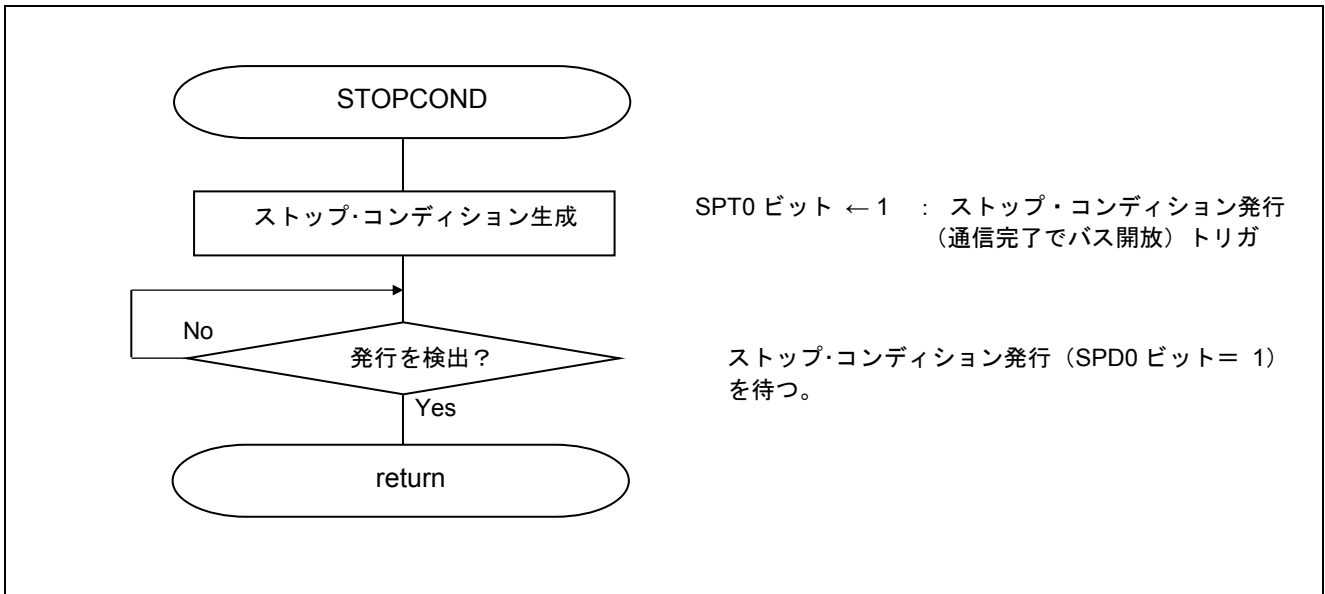 STOPCOND
ストップ･コンディション生成
SPT0 ビット ← 1 : ストップ・コンディション発行
（通信完了でバス開放）トリガ
No
発行を検出？
ストップ･コンディション発行（SPD0 ビット＝ 1）
を待つ。
Yes
return